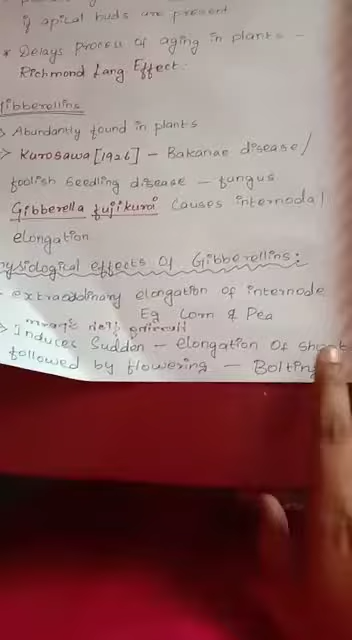 if apical buds are present
* Delays process of aging in plants -
Richmond Lang Effect.
Gibberellins
> Abundantly found in plants
> Kurosawa [1926] - Bakanae disease/
foolish seedling disease - fungus
Gibberella fujikuroi causes internodal
elongation
Physiological effects of Gibberellins:
- extraordinary elongation of internode
Eg Corn & Pea
> Induces Sudden - elongation of shoot
followed by flowering - Bolting